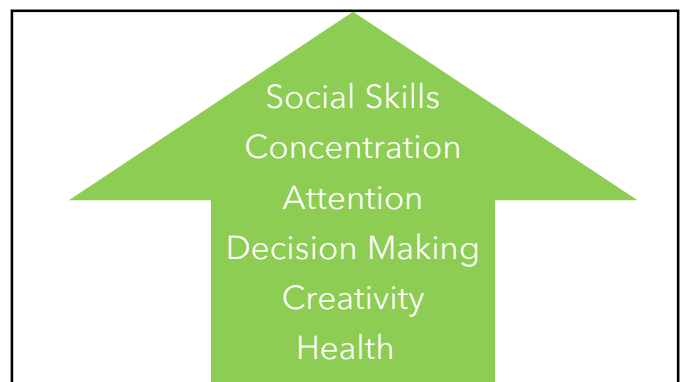 Social Skills
Concentration
Attention
Decision Making
Creativity
Health